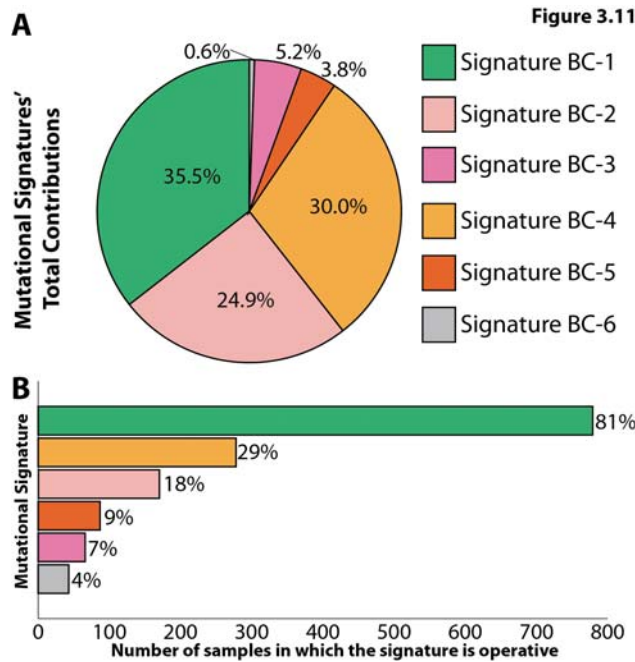 Figure 3.11
A
Mutational Signatures'
Total Contributions
0.6%
5.2%
3.8%
35.5%
30.0%
24.9%
Signature BC-1
Signature BC-2
Signature BC-3
Signature BC-4
Signature BC-5
Signature BC-6
B
Mutational Signature
81%
29%
18%
9%
7%
4%
0 100 200 300 400 500 600 700 800
Number of samples in which the signature is operative